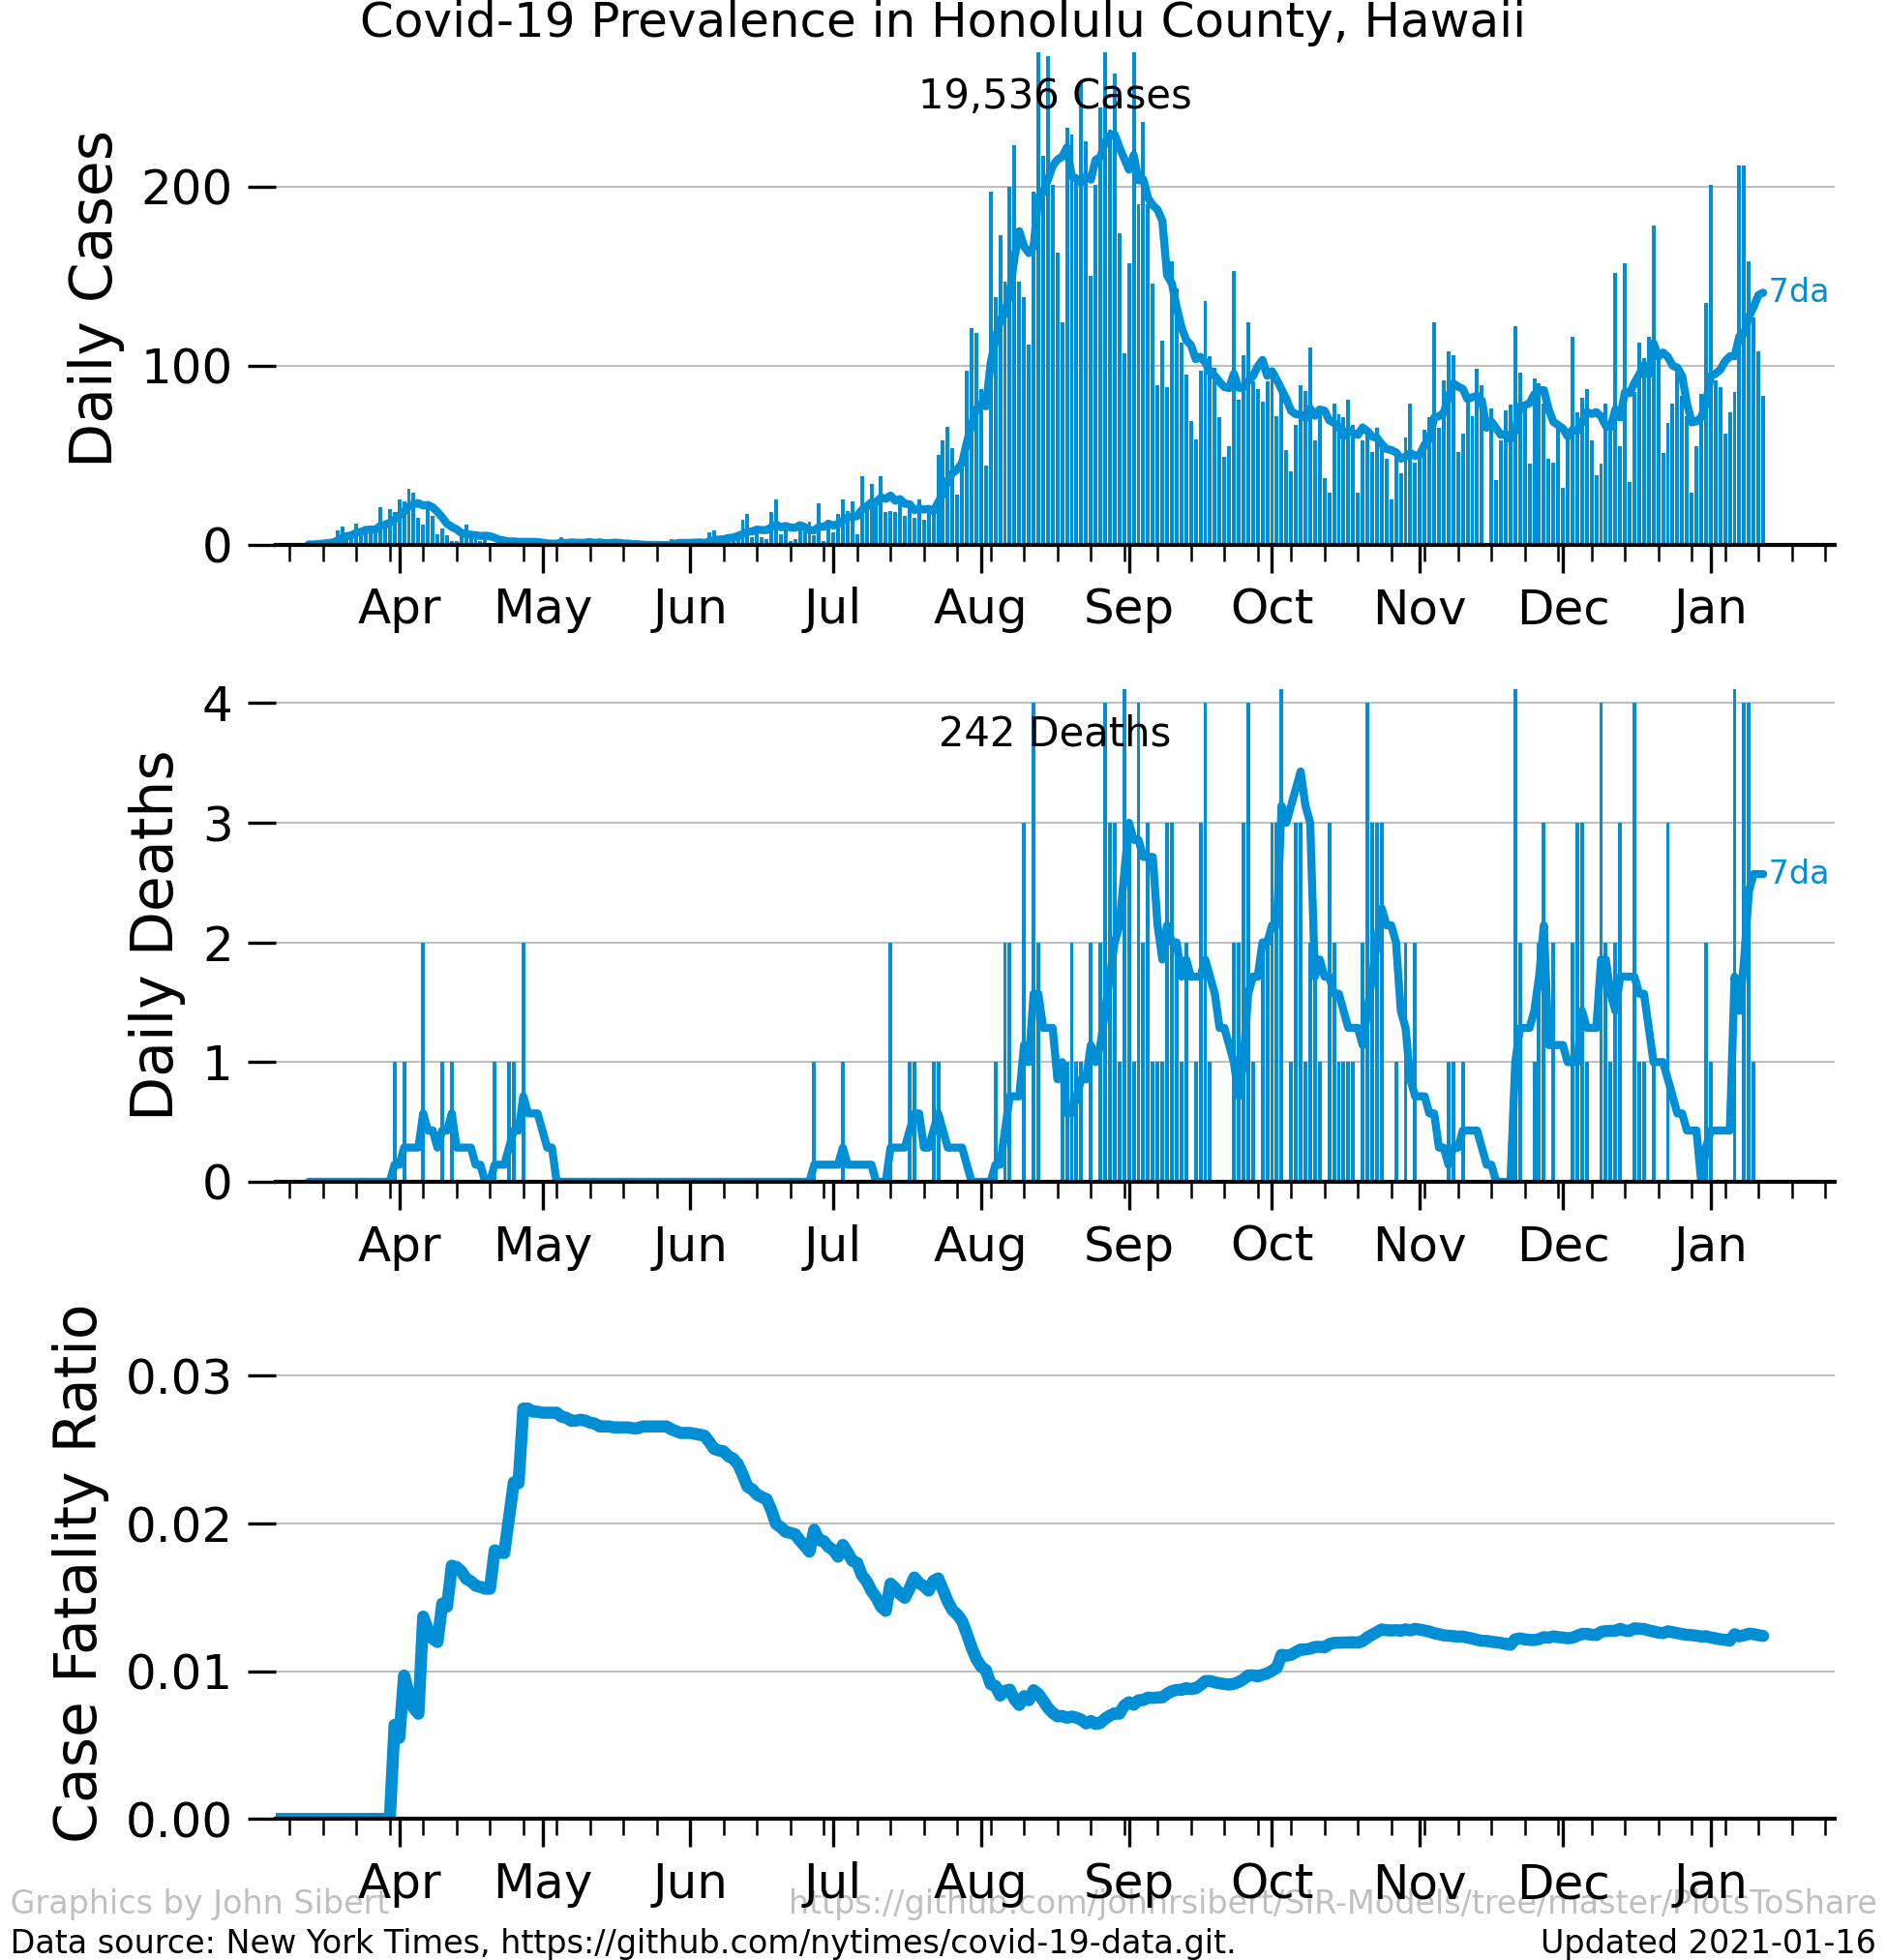 Covid-19 Prevalence in Honolulu County, Hawaii
19,536 Cases
Daily Cases
200
100
0
7da
Apr May Jun Jul Aug Sep Oct Nov Dec Jan
242 Deaths
Daily Deaths
4
3
2
1
0
7da
Apr May Jun Jul Aug Sep Oct Nov Dec Jan
Case Fatality Ratio
0.03
0.02
0.01
0.00
Apr May Jun Jul Aug Sep Oct Nov Dec Jan
Graphics by John Sibert https://github.com/johnrsibert/SIR-Models/tree/master/PlotsToShare
Data source: New York Times, https://github.com/nytimes/covid-19-data.git. Updated 2021-01-16